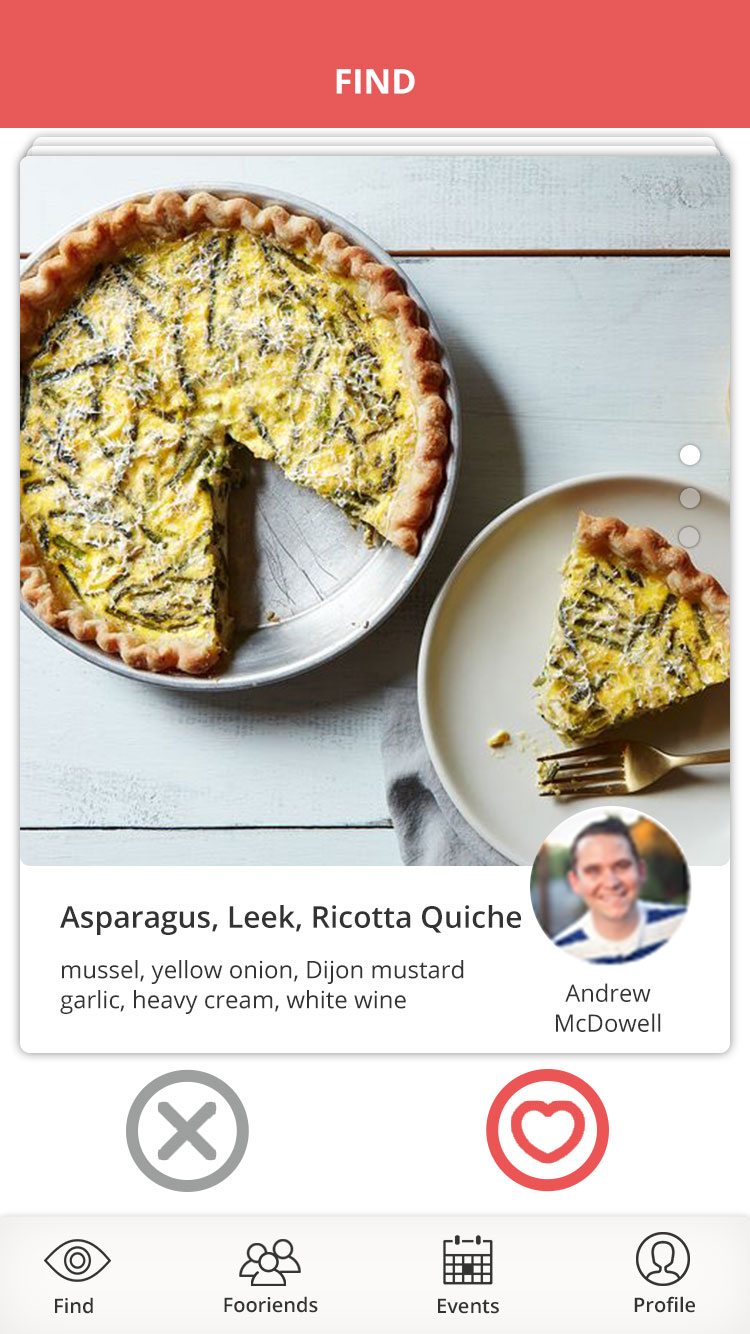 FIND
Asparagus, Leek, Ricotta Quiche
mussel, yellow onion, Dijon mustard
garlic, heavy cream, white wine
Andrew
McDowell
Find
Fooriends
Events
Profile